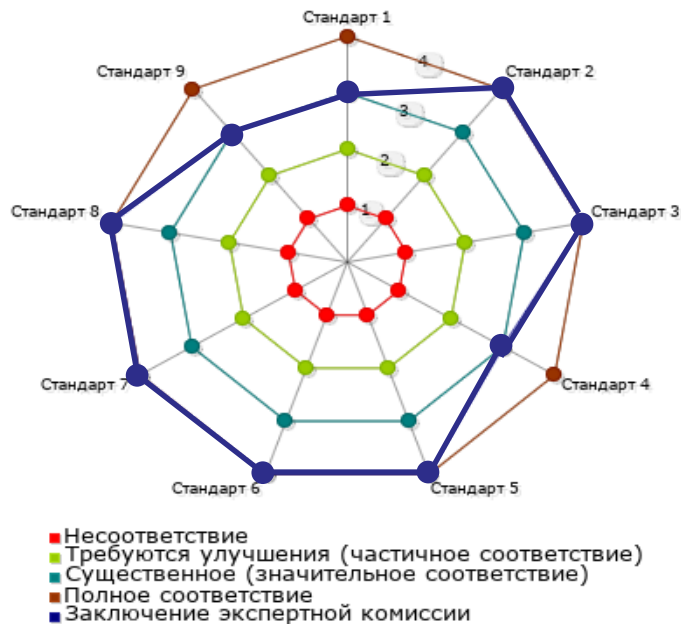 Стандарт 1
4
Стандарт 9
Стандарт 2
3
2
1
Стандарт 8
Стандарт 3
Стандарт 7
Стандарт 4
Стандарт 6
Стандарт 5
Несоответствие
Требуются улучшения (частичное соответствие)
Существенное (значительное соответствие)
Полное соответствие
Заключение экспертной комиссии